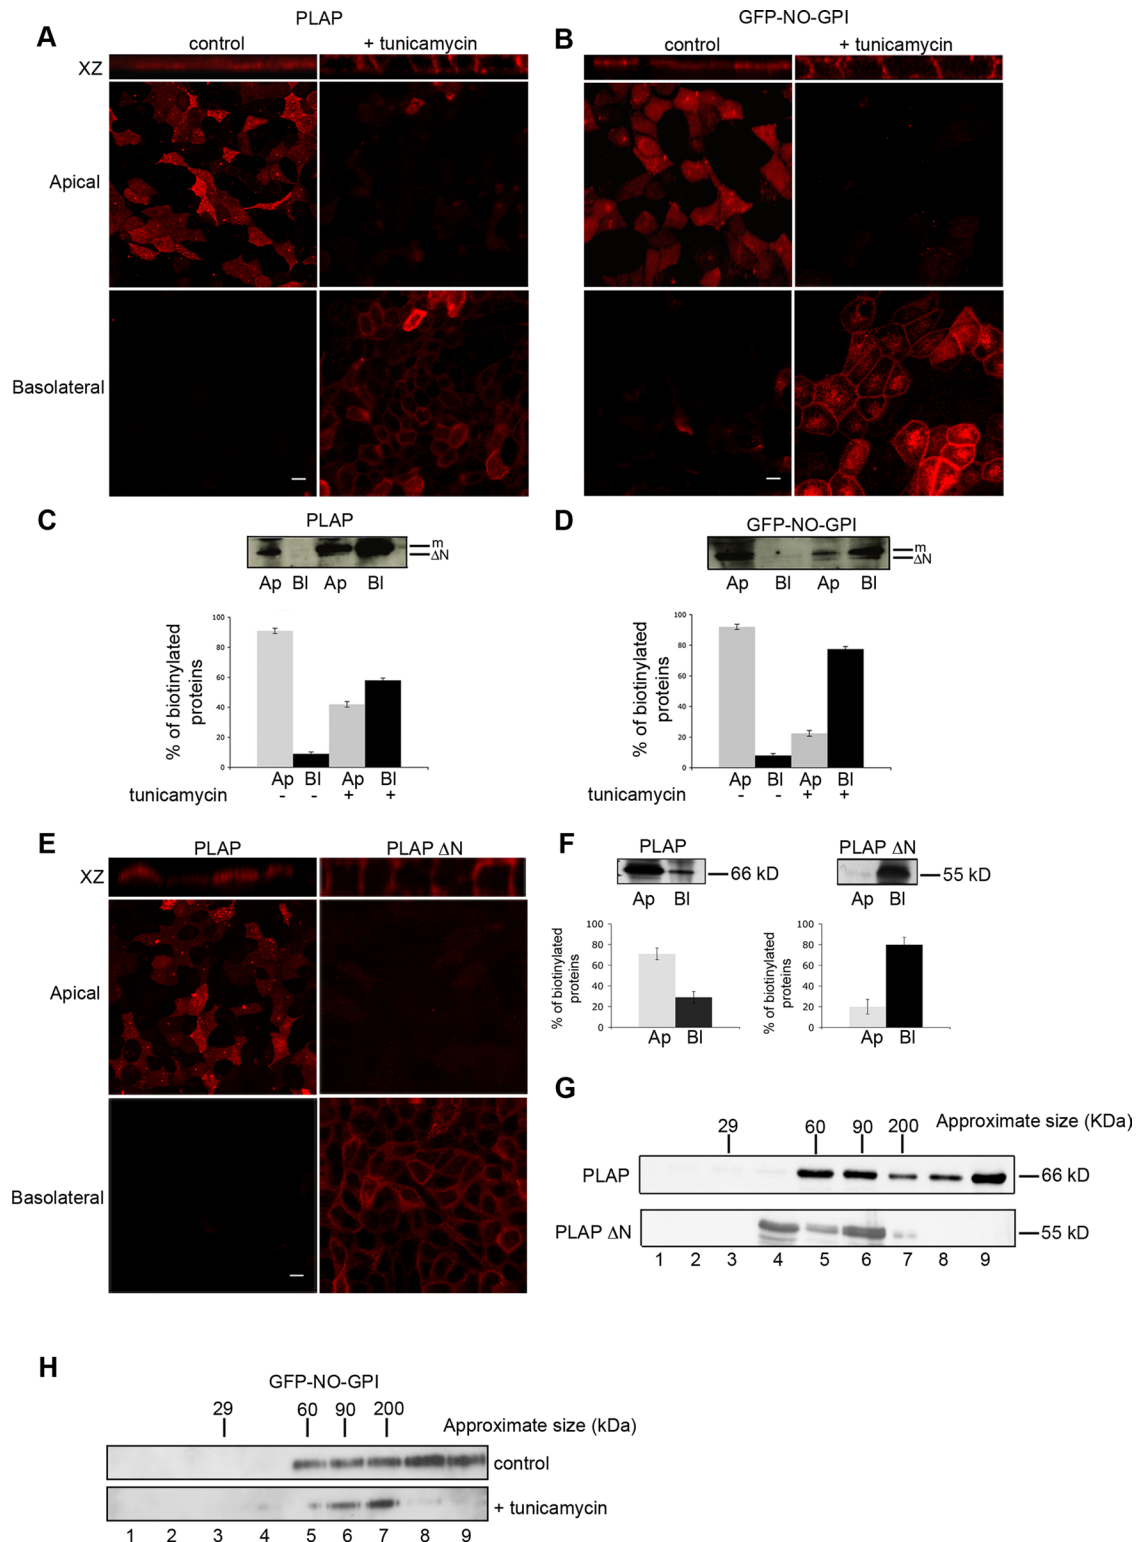 A
PLAP
control
+ tunicamycin
XZ
Apical
Basolateral
B
GFP-NO-GPI
control
+ tunicamycin
C
PLAP
m
ΔN
Ap Bl Ap Bl
% of biotinylated
proteins
100
80
60
40
20
0
Ap Bl Ap Bl
tunicamycin - - + +
D
GFP-NO-GPI
m
ΔN
Ap Bl Ap Bl
% of biotinylated
proteins
100
80
60
40
20
0
Ap Bl Ap Bl
tunicamycin - - + +
E
PLAP
PLAP ΔN
XZ
Apical
Basolateral
F
PLAP
66 kD
Ap Bl
% of biotinylated
proteins
100
80
60
40
20
0
Ap Bl
PLAP ΔN
55 kD
Ap Bl
% of biotinylated
proteins
100
80
60
40
20
0
Ap Bl
G
29 60 90 200 Approximate size (KDa)
PLAP 66 kD
PLAP ΔN 55 kD
1 2 3 4 5 6 7 8 9
H
GFP-NO-GPI
29 60 90 200 Approximate size (kDa)
control
+ tunicamycin
1 2 3 4 5 6 7 8 9